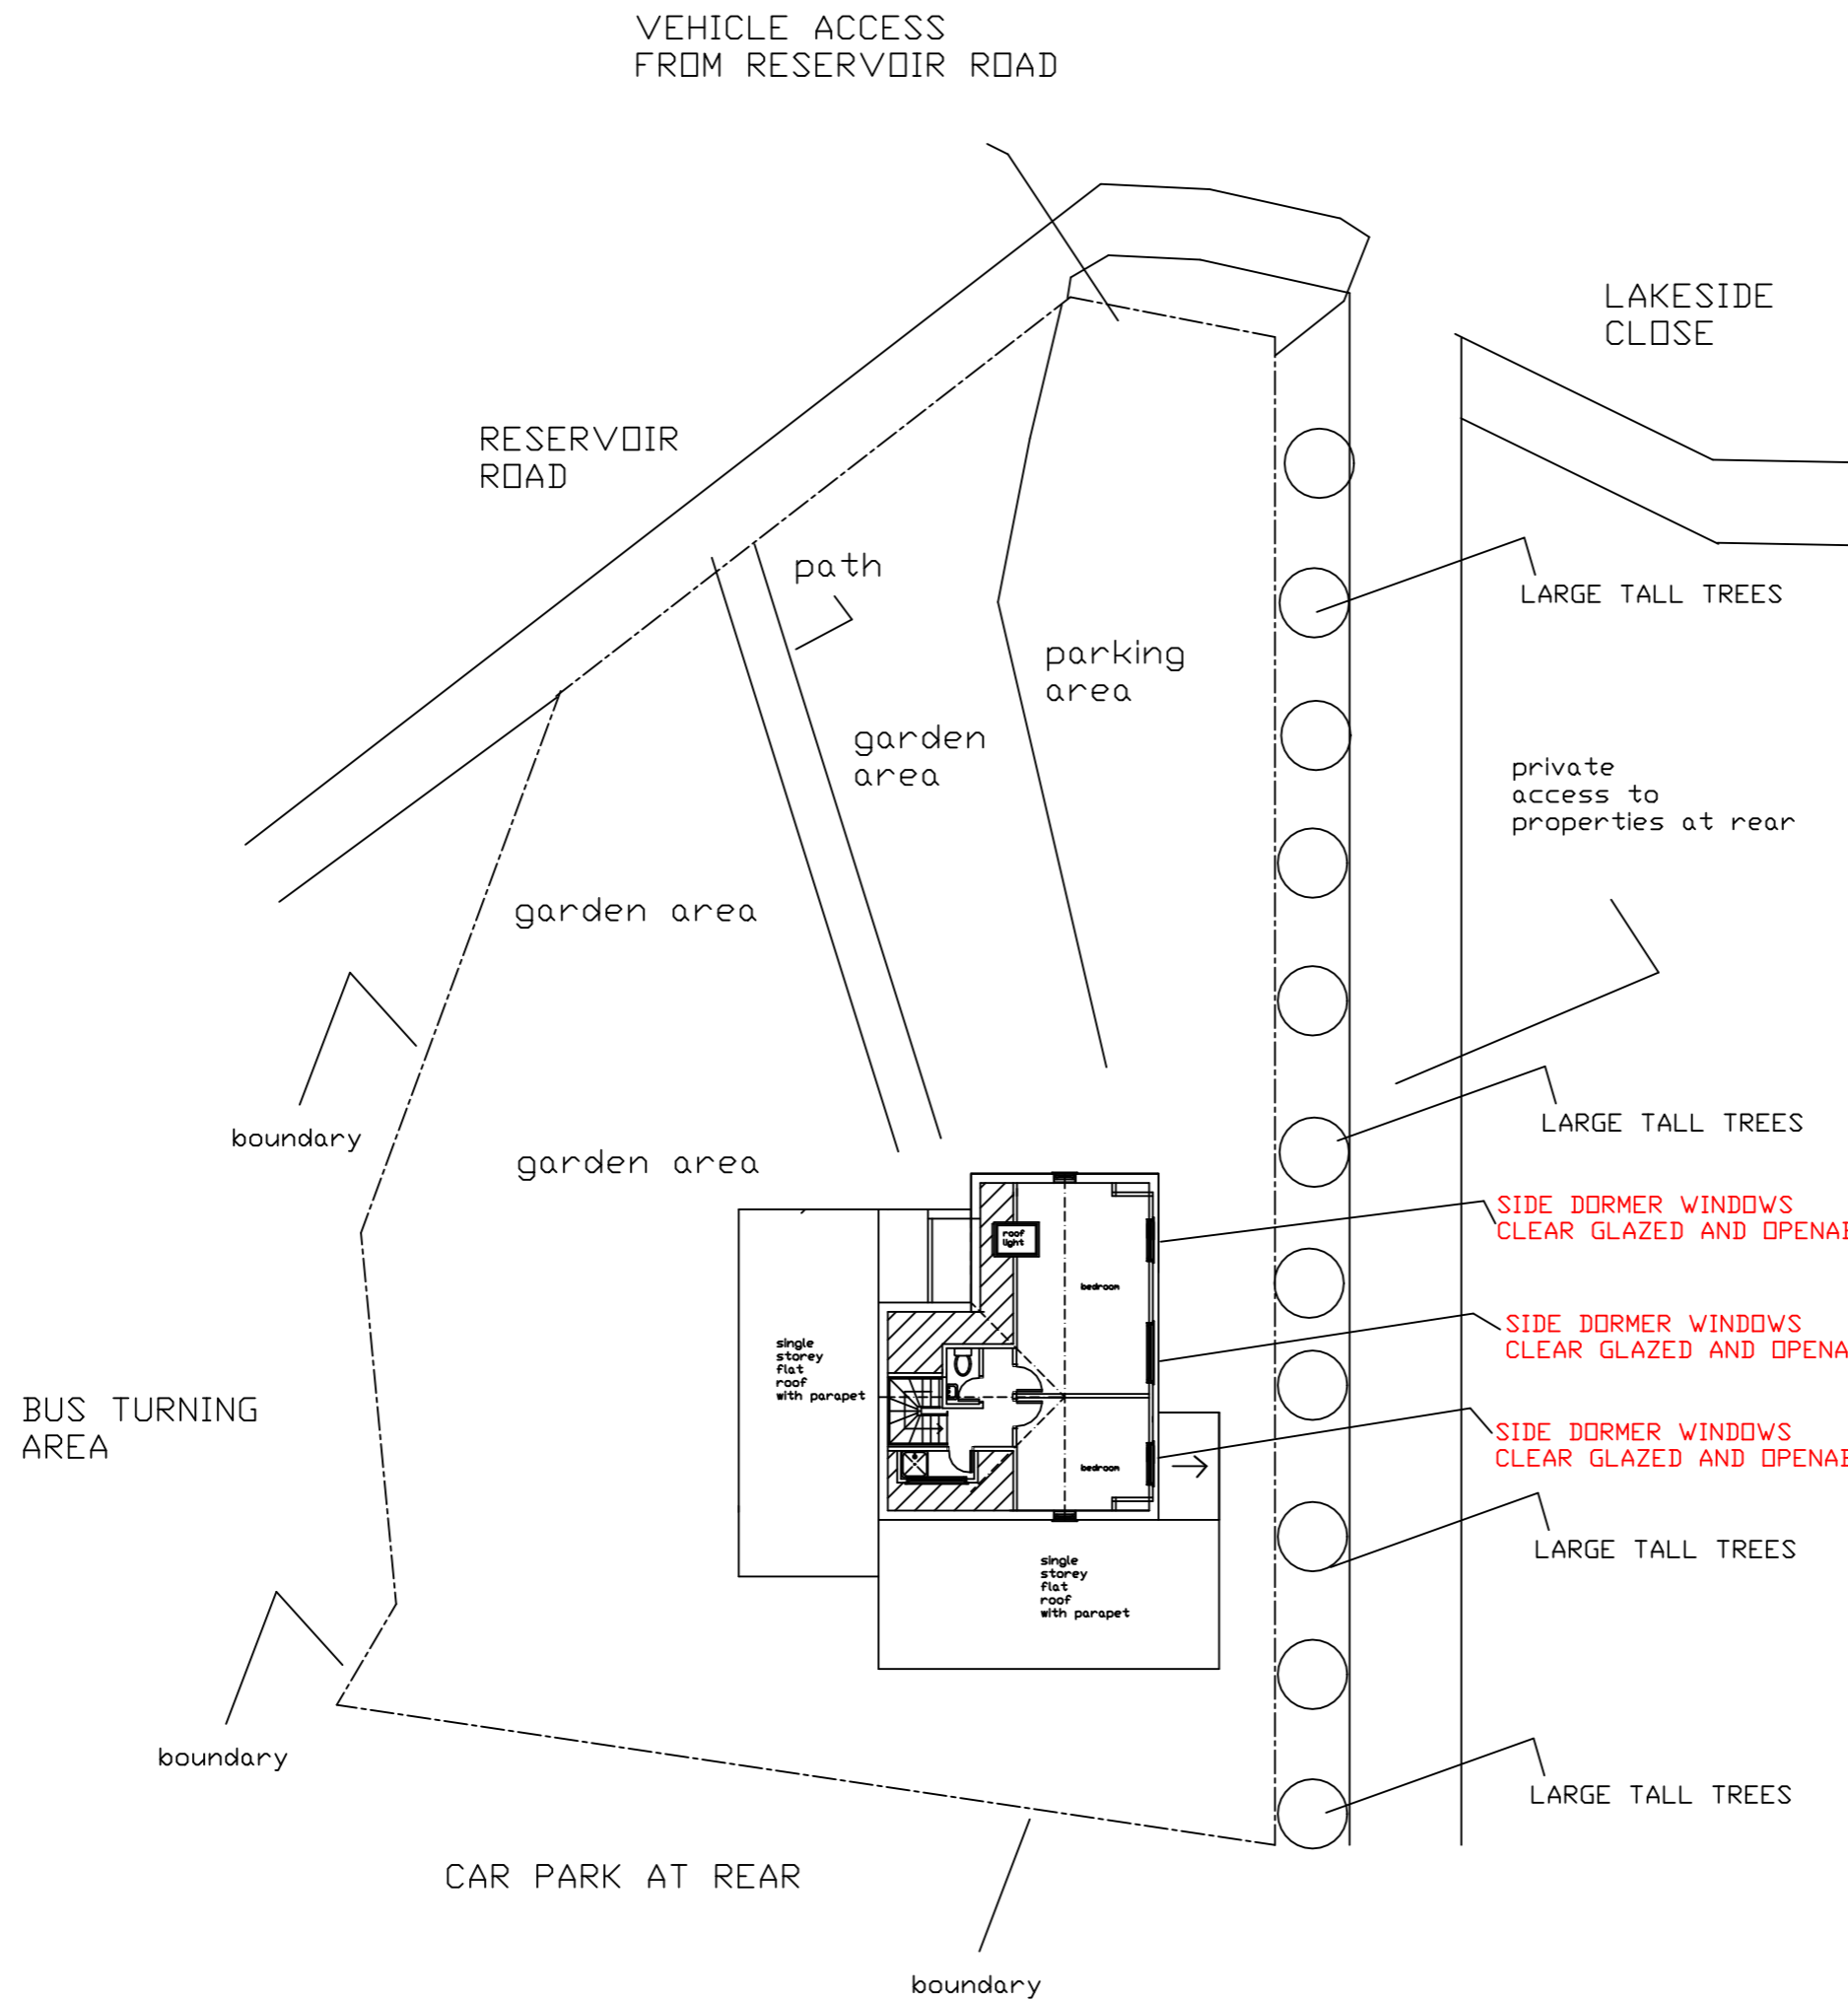 VEHICLE ACCESS
FROM RESERVOIR ROAD
LAKESIDE
CLOSE
RESERVOIR
ROAD
path
LARGE TALL TREES
parking
area
garden
area
private
access to
properties at rear
garden area
boundary
LARGE TALL TREES
garden area
SIDE DORMER WINDOWS
CLEAR GLAZED AND
roof
light
bedroom
SIDE DORMER WINDOWS
CLEAR GLAZED AND
single
storey
flat
roof
with parapet
BUS TURNING
AREA
SIDE DORMER WINDOWS
CLEAR GLAZED AND
bedroom
LARGE TALL TREES
single
storey
flat
roof
with parapet
boundary
LARGE TALL TREES
CAR PARK AT REAR
boundary